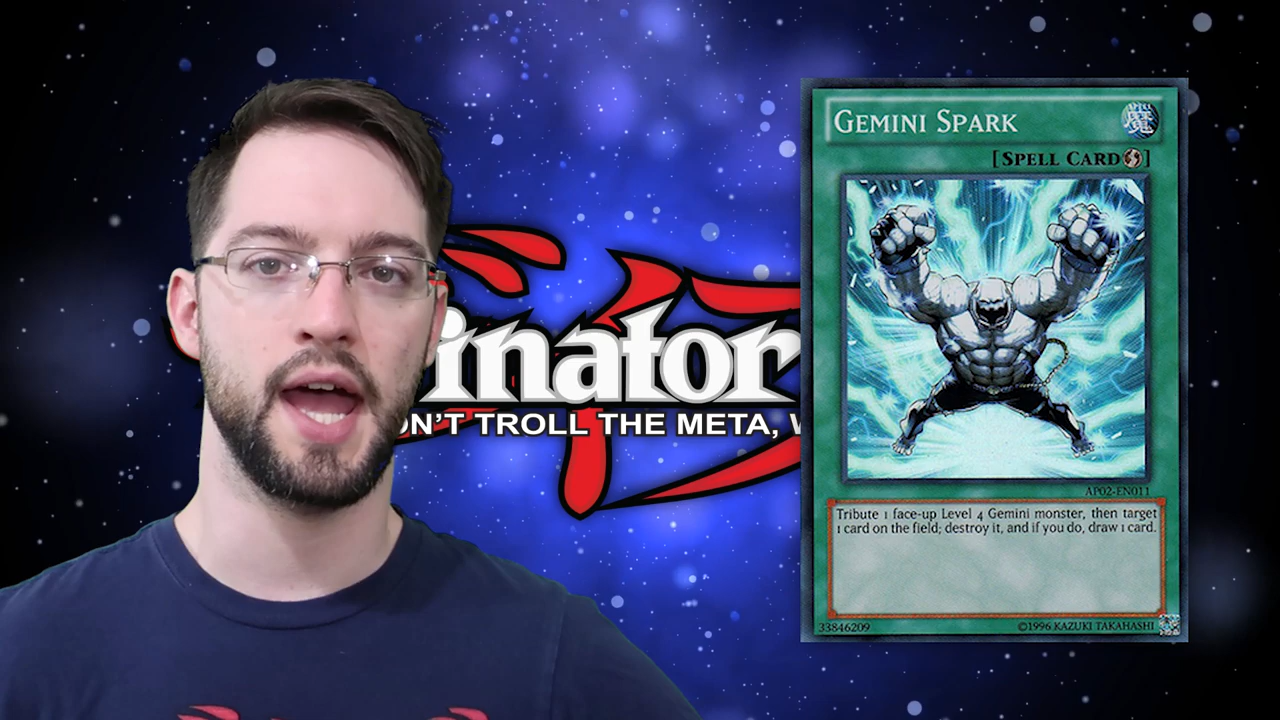 inator
N'T TROLL THE META, W
GEMINI SPARK
[SPELL CARD]
AP02-EN011
Tribute 1 face-up Level 4 Gemini monster, then target
1 card on the field; destroy it, and if you do, draw 1 card.
33846209
©1996 KAZUKI TAKAHASHI